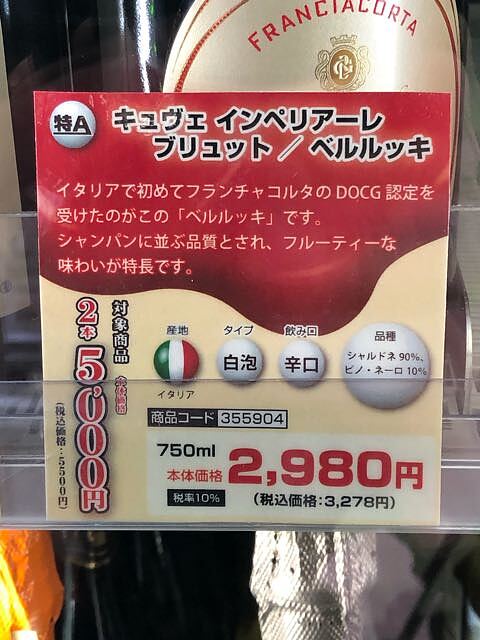 FRANCIACORTA
特A
キュヴェ インペリアーレ
ブリュット／ベルルッキ
イタリアで初めてフランチャコルタのDOCG認定を
受けたのがこの「ベルルッキ」です。
シャンパンに並ぶ品質とされ、フルーティーな
味わいが特長です。
対象商品
2本5,000円
(税込価格:5500円)
産地
イタリア
タイプ
白泡
飲み口
辛口
品種
シャルドネ 90%、
ピノ・ネーロ 10%
商品コード 355904
750ml
本体価格 2,980円
税率10%
(税込価格:3,278円)